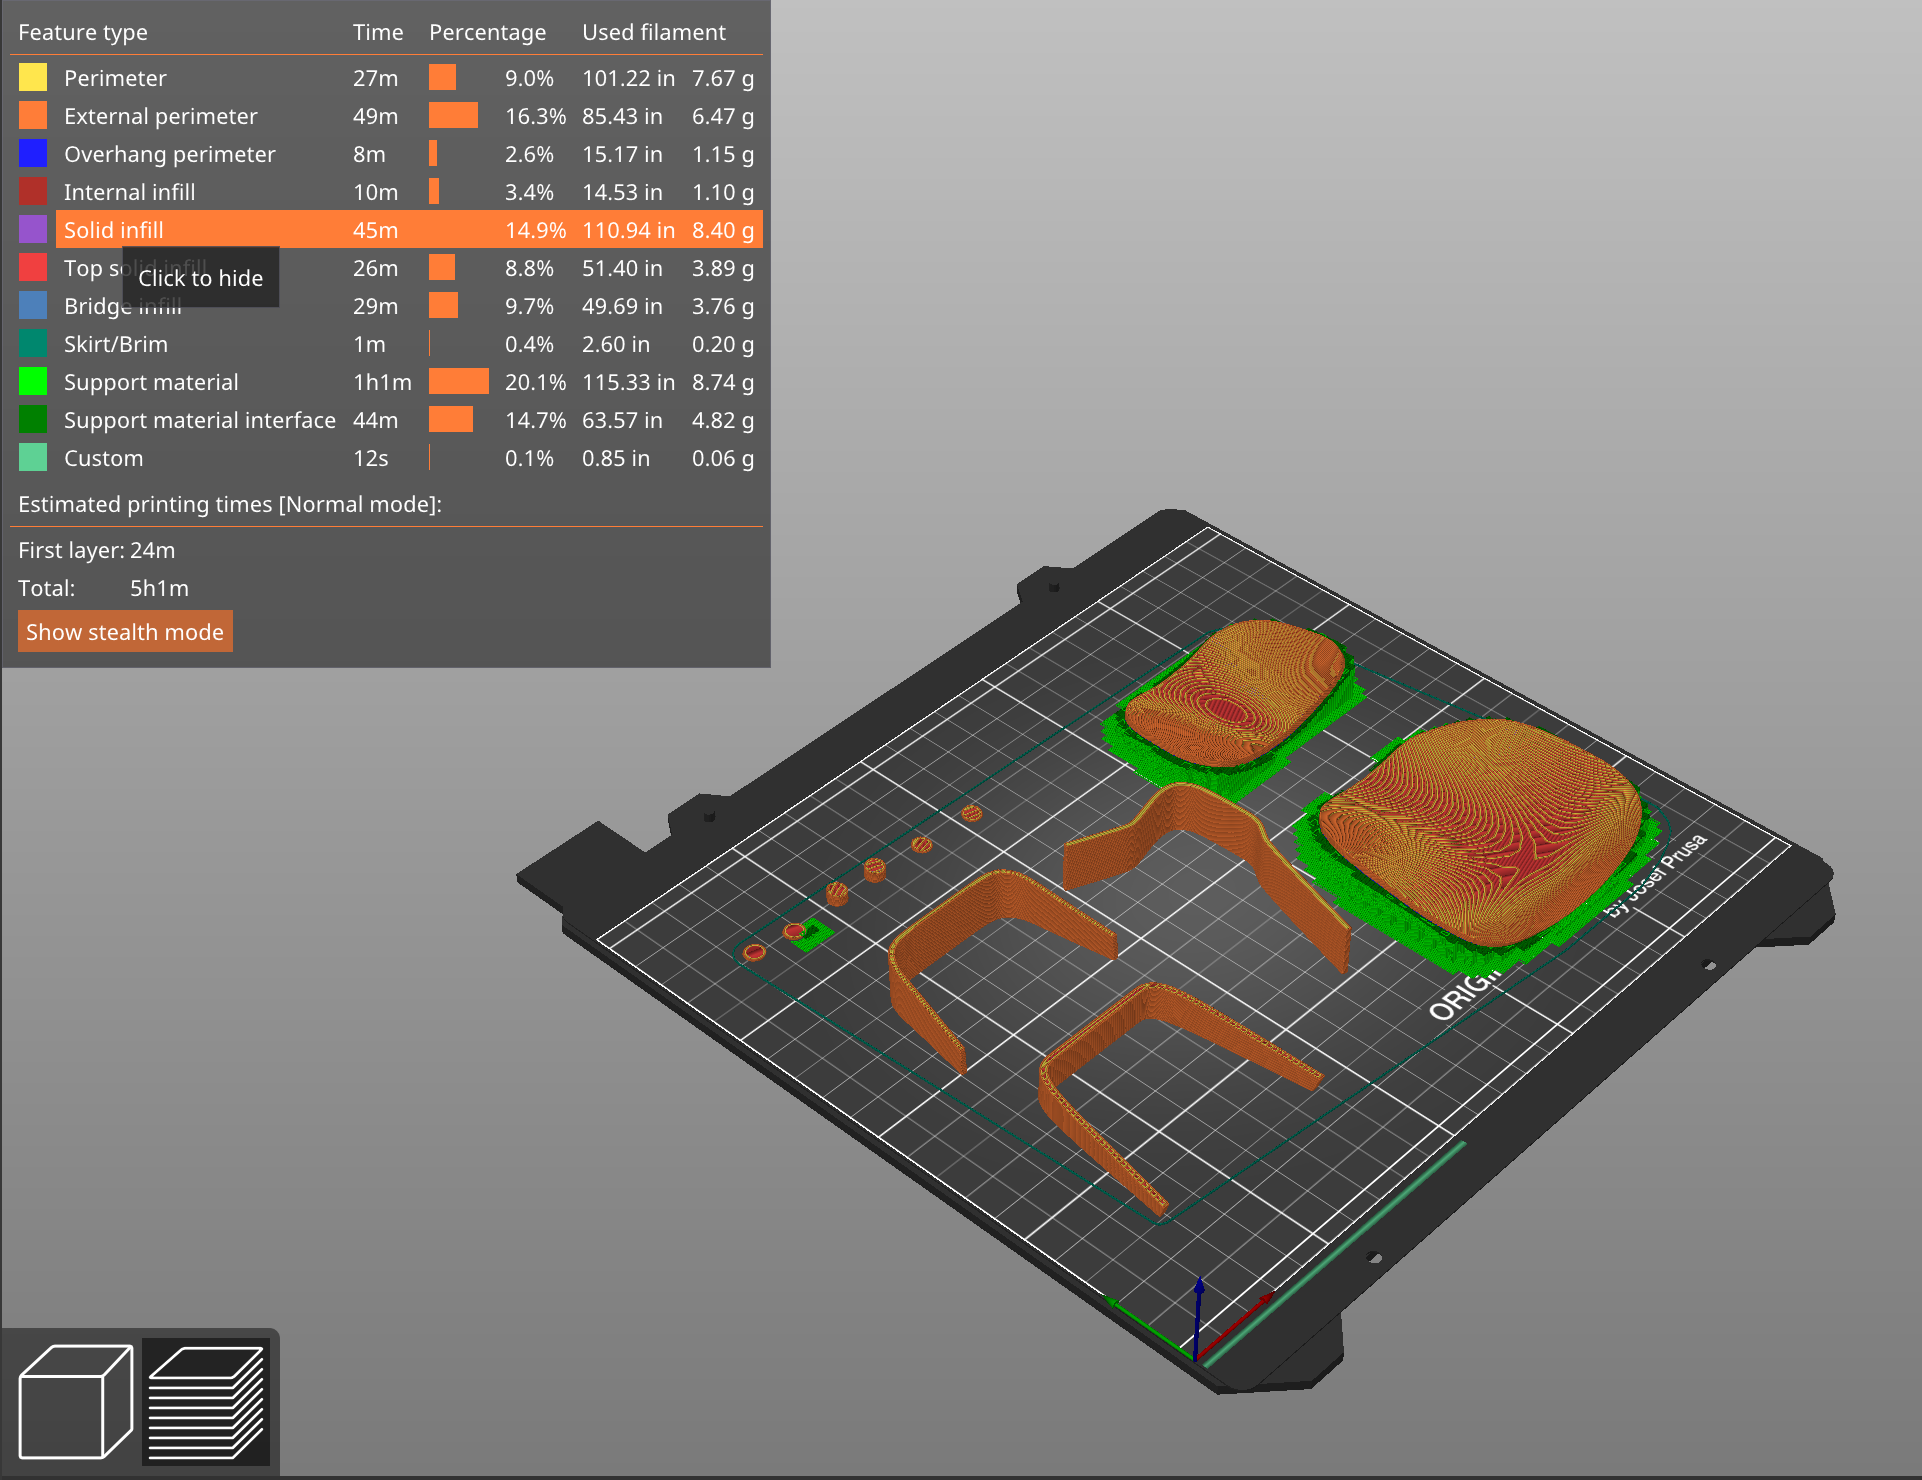 Feature type Time Percentage Used filament
Perimeter 27m 9.0% 101.22 in 7.67 g
External perimeter 49m 16.3% 85.43 in 6.47 g
Overhang perimeter 8m 2.6% 15.17 in 1.15 g
Internal infill 10m 3.4% 14.53 in 1.10 g
Solid infill 45m 14.9% 110.94 in 8.40 g
Top solid infill 26m 8.8% 51.40 in 3.89 g
Click to hide
Bridge infill 29m 9.7% 49.69 in 3.76 g
Skirt/Brim 1m 0.4% 2.60 in 0.20 g
Support material 1h1m 20.1% 115.33 in 8.74 g
Support material interface 44m 14.7% 63.57 in 4.82 g
Custom 12s 0.1% 0.85 in 0.06 g
Estimated printing times [Normal mode]:
First layer: 24m
Total: 5h1m
Show stealth mode
by Josef Prusa